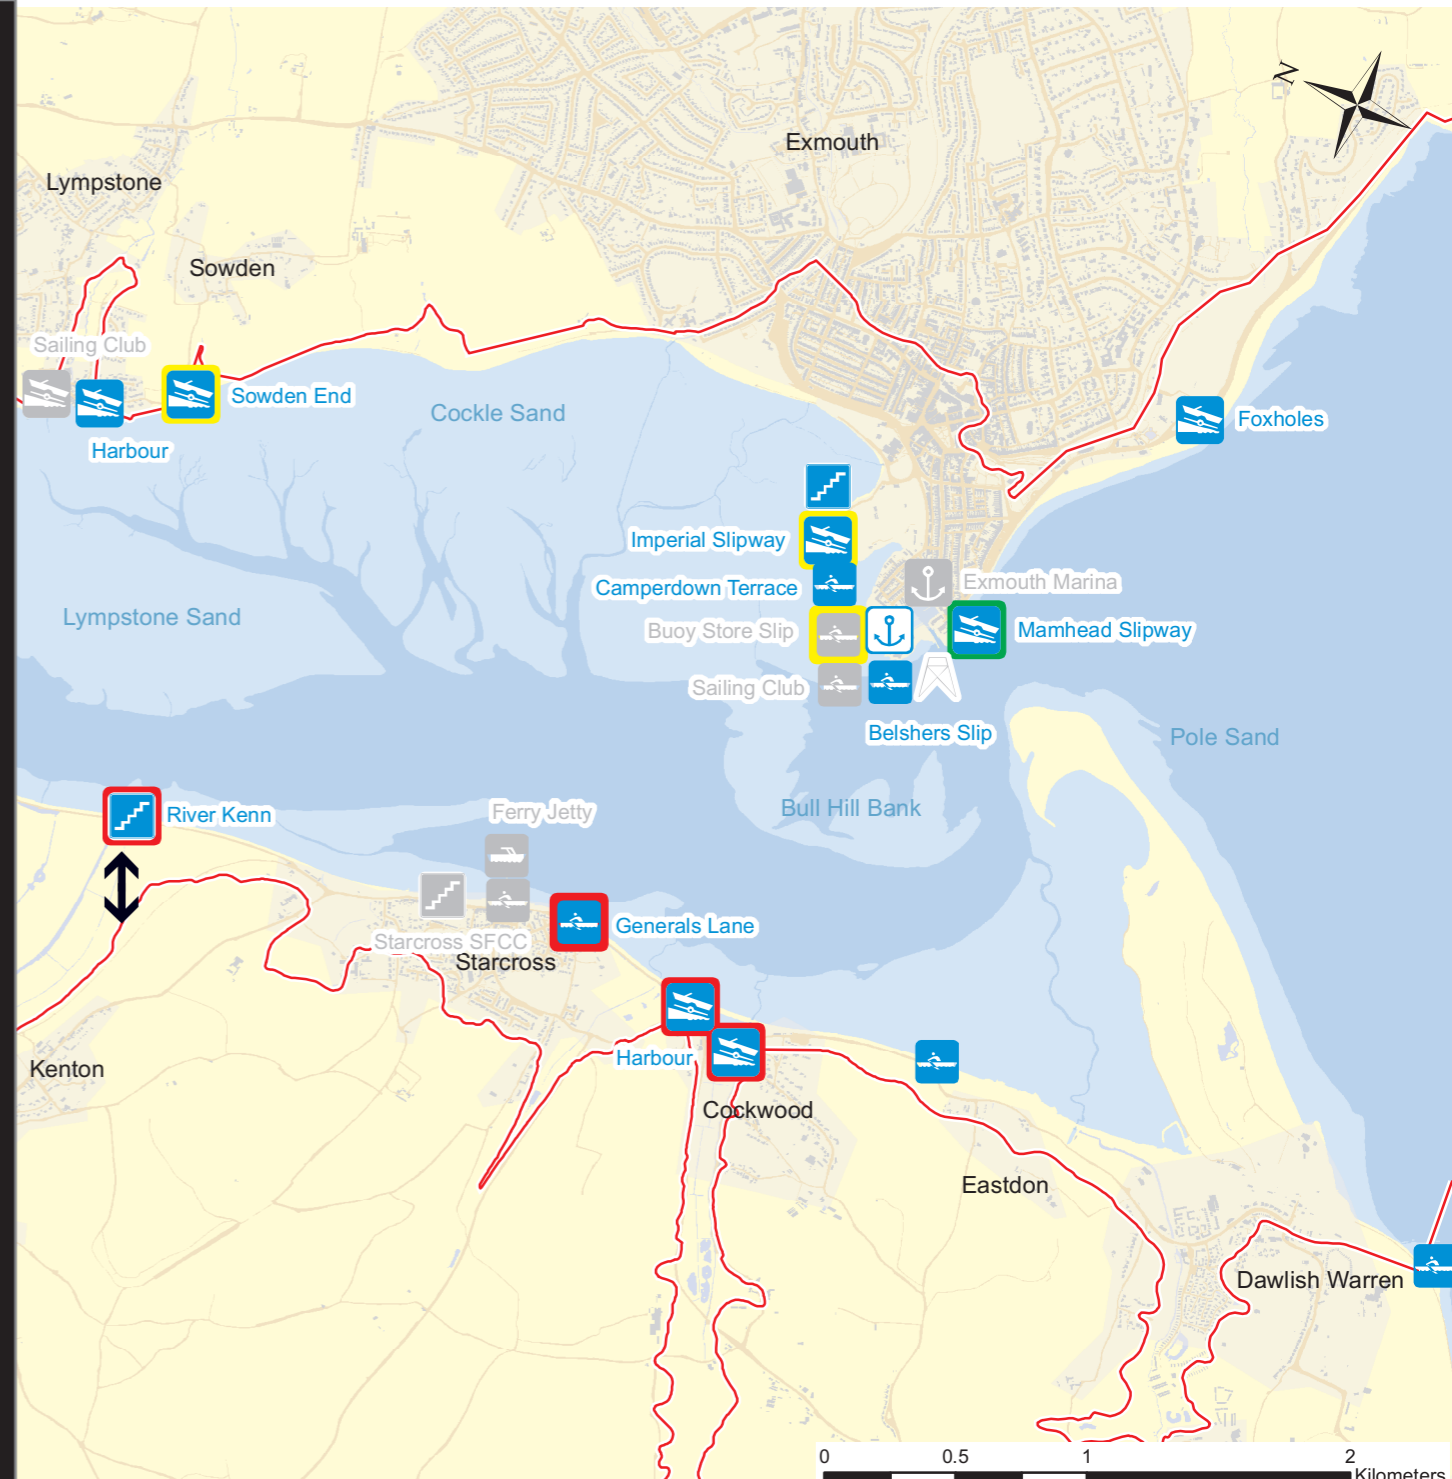 N
Exmouth
Lympstone
Sowden
Sailing Club
Sowden End
Cockle Sand
Foxholes
Harbour
Imperial Slipway
Camperdown Terrace
Exmouth Marina
Lympstone Sand
Buoy Store Slip
Mamhead Slipway
Sailing Club
Belshers Slip
Pole Sand
Bull Hill Bank
River Kenn
Ferry Jetty
Generals Lane
Starcross SFCC
Starcross
Harbour
Kenton
Cockwood
Eastdon
Dawlish Warren
0 0.5 1 2
Kilometers